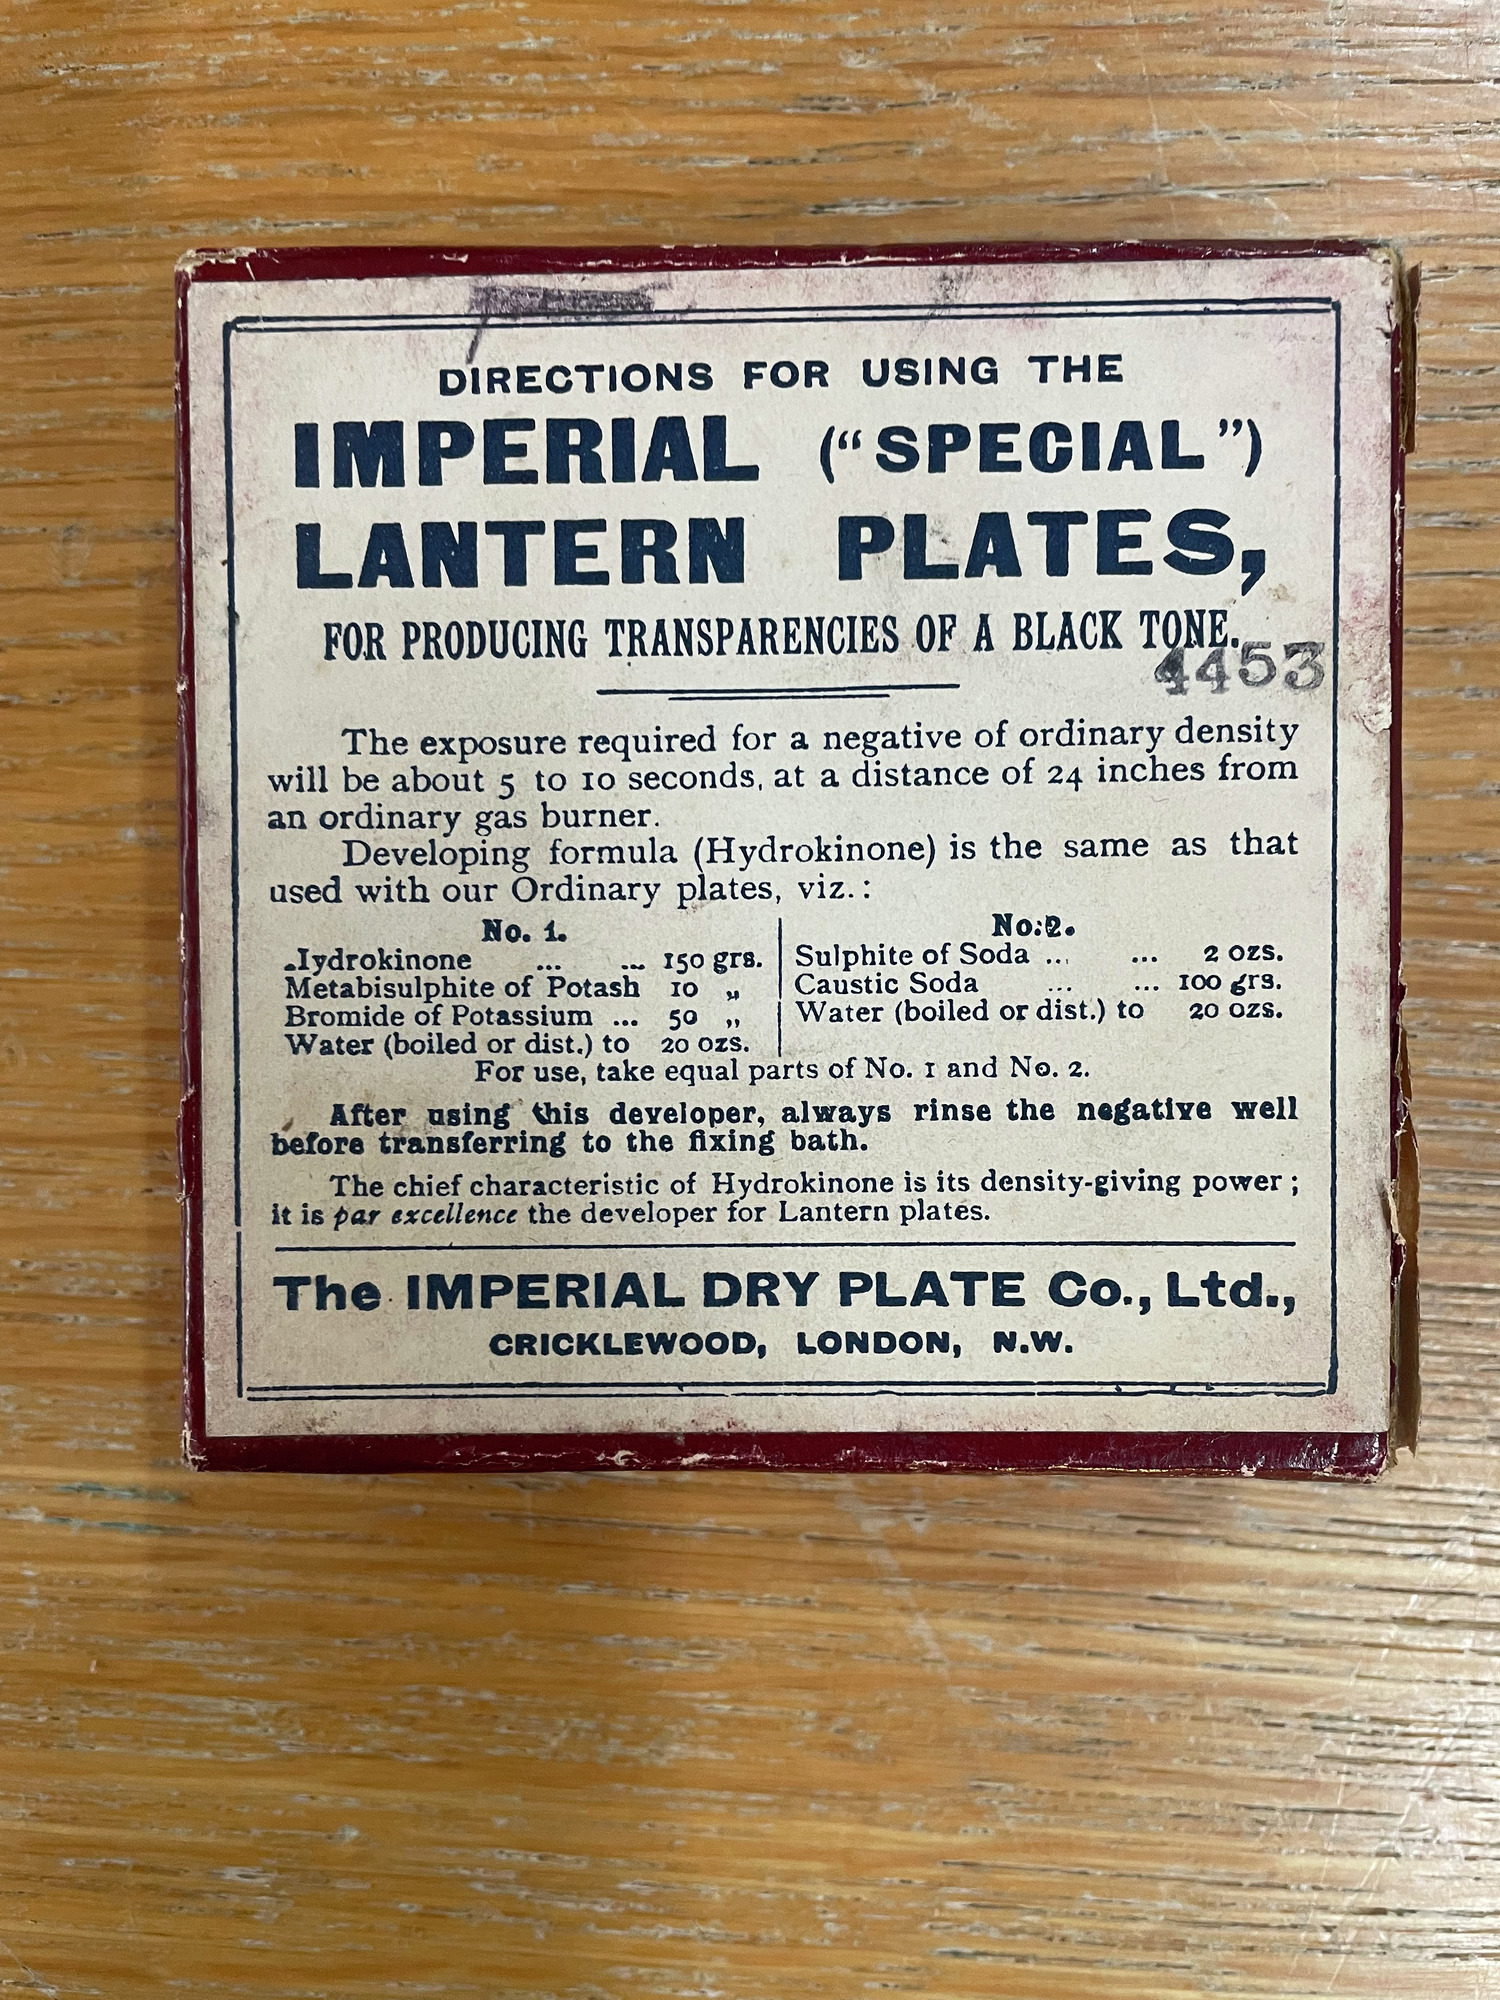 DIRECTIONS FOR USING THE
IMPERIAL (“SPECIAL”)
LANTERN PLATES,
FOR PRODUCING TRANSPARENCIES OF A BLACK TONE.
4453
The exposure required for a negative of ordinary density
will be about 5 to 10 seconds, at a distance of 24 inches from
an ordinary gas burner.
Developing formula (Hydrokinone) is the same as that
used with our Ordinary plates, viz.:
No. 1.
Hydrokinone ... ... 150 grs.
Metabisulphite of Potash 10 „
Bromide of Potassium ... 50 „
Water (boiled or dist.) to 20 ozs.
No. 2.
Sulphite of Soda ... ... 2 ozs.
Caustic Soda ... ... 100 grs.
Water (boiled or dist.) to 20 ozs.
For use, take equal parts of No. 1 and No. 2.
After using this developer, always rinse the negative well
before transferring to the fixing bath.
The chief characteristic of Hydrokinone is its density-giving power;
it is par excellence the developer for Lantern plates.
The IMPERIAL DRY PLATE Co., Ltd.,
CRICKLEWOOD, LONDON, N.W.